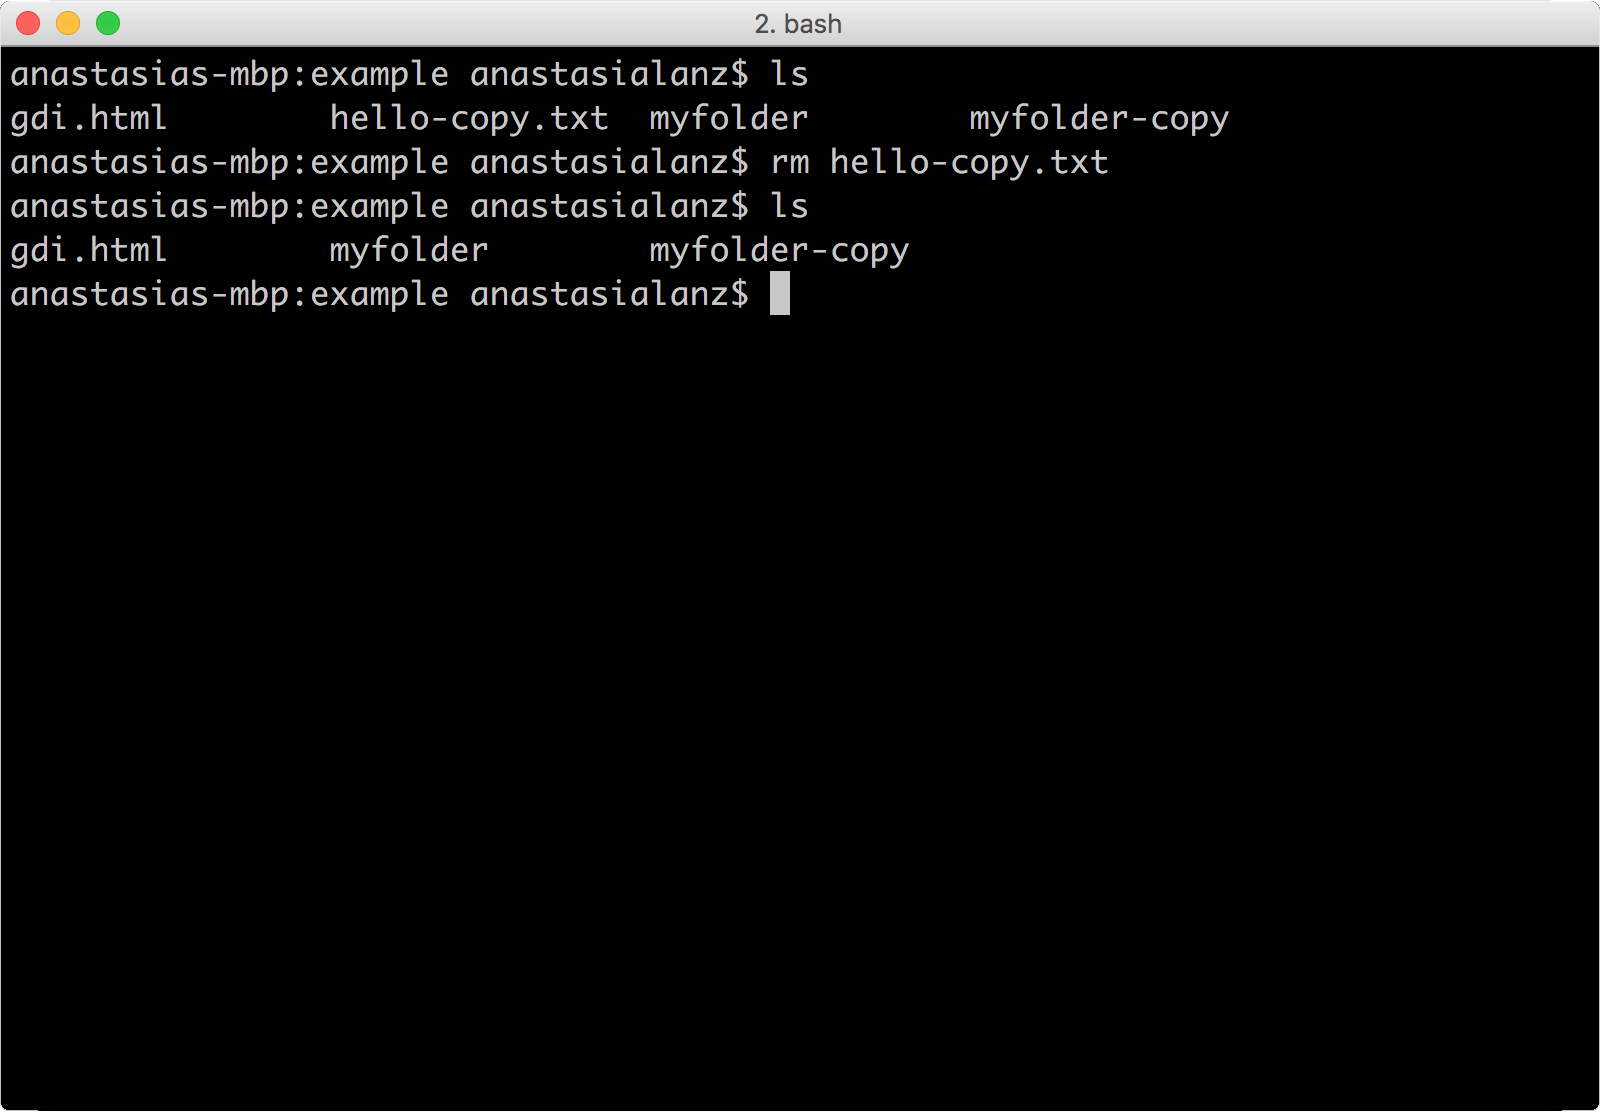 2. bash
anastasias-mbp:example anastasialanz$ ls
gdi.html        hello-copy.txt  myfolder        myfolder-copy
anastasias-mbp:example anastasialanz$ rm hello-copy.txt
anastasias-mbp:example anastasialanz$ ls
gdi.html        myfolder        myfolder-copy
anastasias-mbp:example anastasialanz$